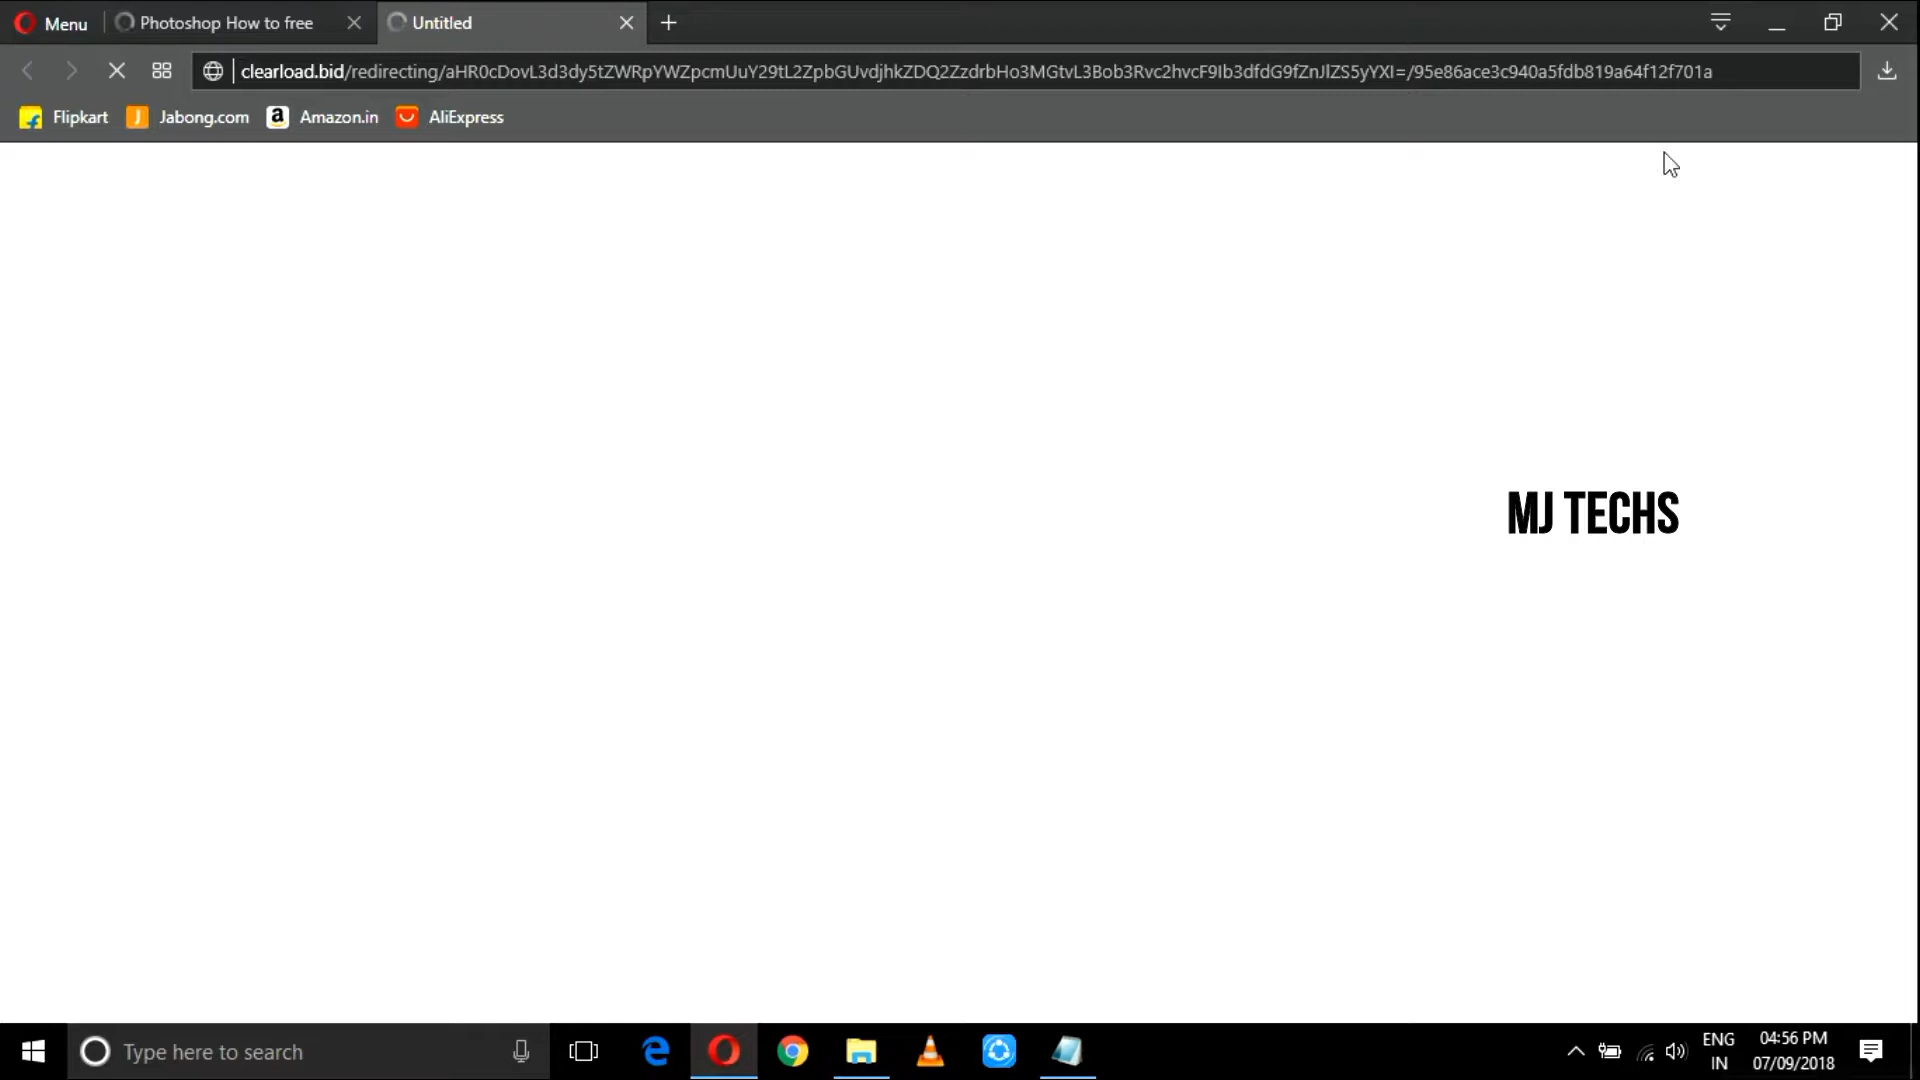 Menu
Photoshop How to free
Untitled
clearload.bid/redirecting/aHR0cDovL3d3dy5tZWRpYWZpcmUuY29tL2ZpbGUvdjhkZDQ2ZzdrbHo3MGtvL3Bob3Rvc2hvcF9Ib3dfdG9fZnJlZS5yYXI=/95e86ace3c940a5fdb819a64f12f701a
Flipkart
Jabong.com
Amazon.in
AliExpress
MJ TECHS
Type here to search
ENG
IN
04:56 PM
07/09/2018